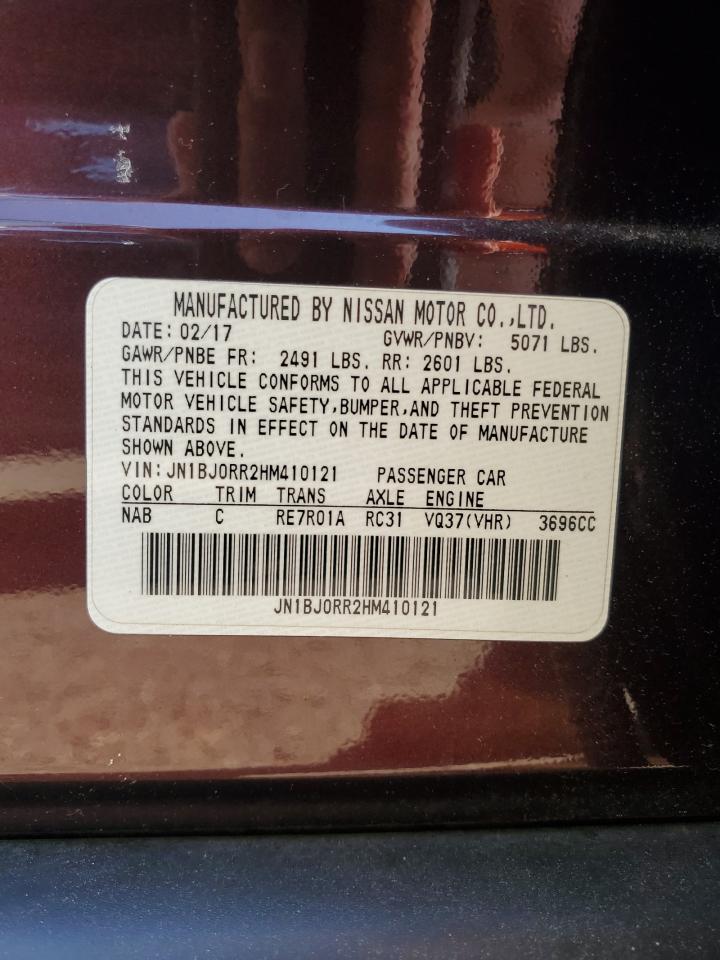 MANUFACTURED BY NISSAN MOTOR CO.,LTD.
DATE: 02/17 GVWR/PNBV: 5071 LBS.
GAWR/PNBE FR: 2491 LBS. RR: 2601 LBS.
THIS VEHICLE CONFORMS TO ALL APPLICABLE FEDERAL
MOTOR VEHICLE SAFETY,BUMPER,AND THEFT PREVENTION
STANDARDS IN EFFECT ON THE DATE OF MANUFACTURE
SHOWN ABOVE.
VIN: JN1BJ0RR2HM410121 PASSENGER CAR
COLOR TRIM TRANS AXLE ENGINE
NAB C RE7R01A RC31 VQ37(VHR) 3696CC
JN1BJ0RR2HM410121